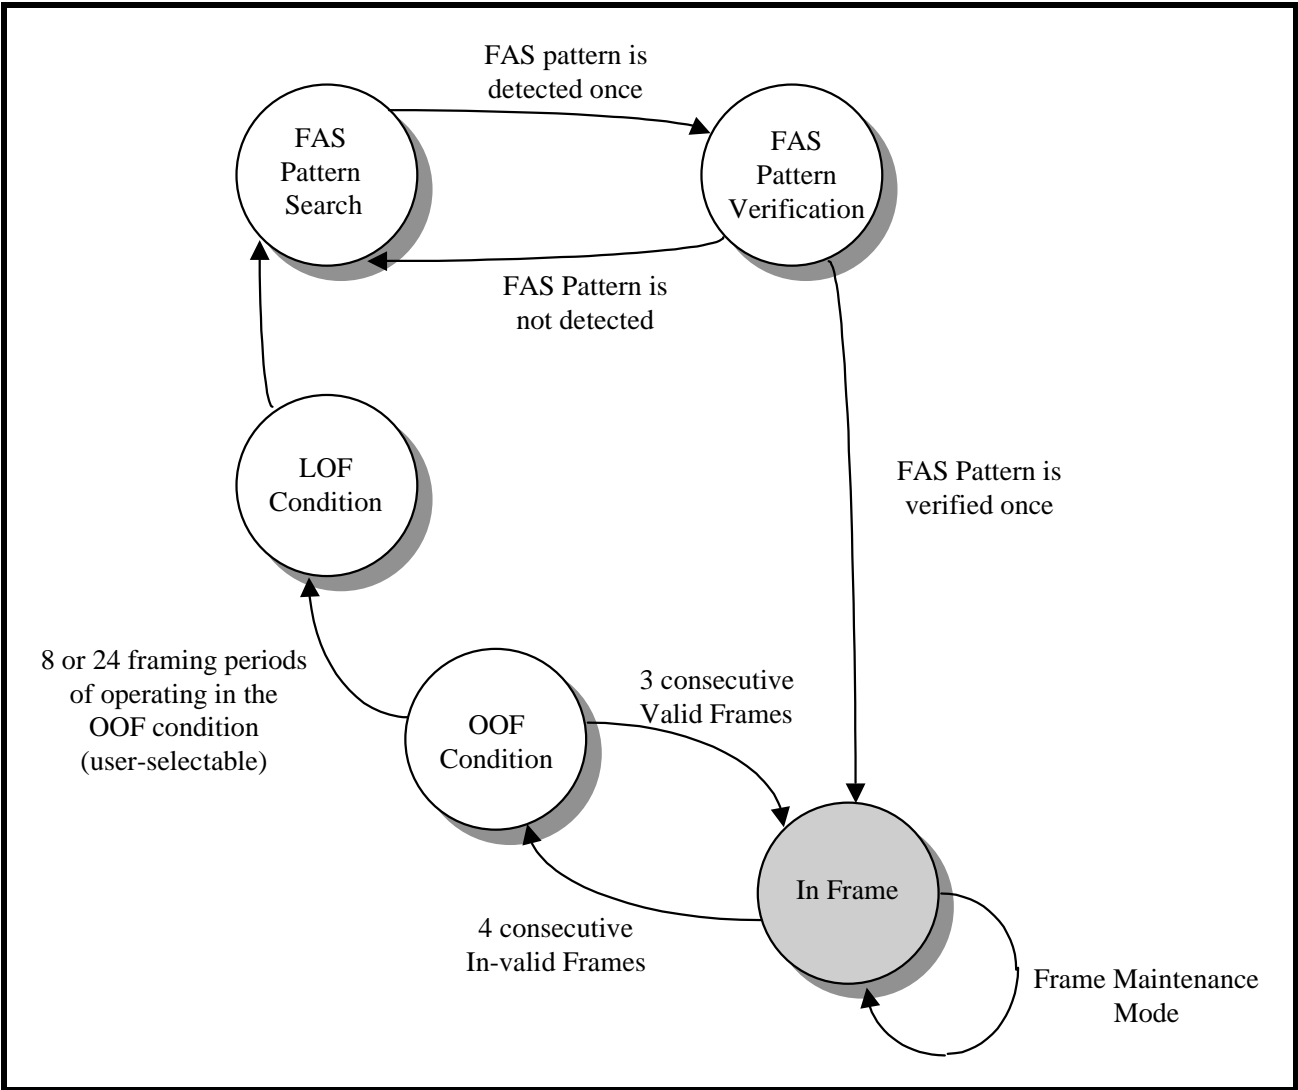 FAS pattern is
detected once
FAS
Pattern
Search
FAS
Pattern
Verification
FAS Pattern is
not detected
LOF
Condition
FAS Pattern is
verified once
8 or 24 framing periods
of operating in the
OOF condition
(user-selectable)
OOF
Condition
3 consecutive
Valid Frames
In Frame
4 consecutive
In-valid Frames
Frame Maintenance
Mode